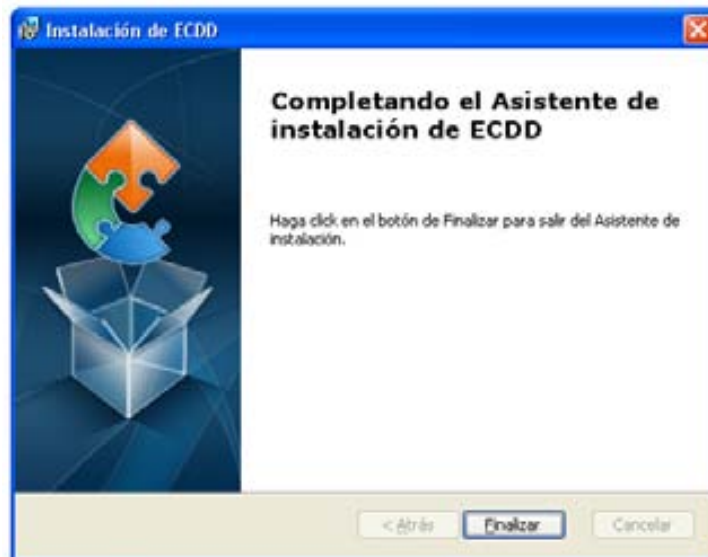 Instalación de ECDD
Completando el Asistente de
instalación de ECDD
Haga click en el botón de Finalizar para salir del Asistente de
instalación.
< Atrás
Finalizar
Cancelar